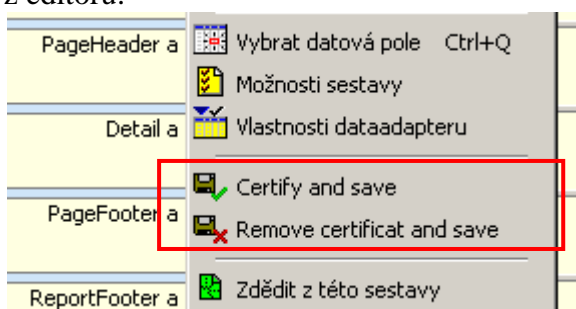 z editoru.
PageHeader a Vybrat datová pole Ctrl+Q
Možnosti sestavy
Detail a Vlastnosti dataadapteru
Certify and save
PageFooter a Remove certificat and save
ReportFooter a Zdědit z této sestavy